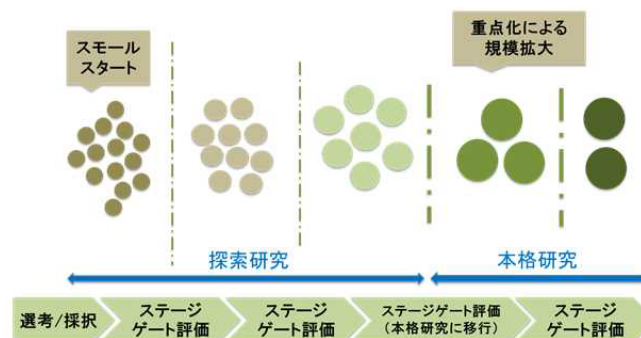 スモール
スタート
重点化による
規模拡大
探索研究
本格研究
選考/採択
ステージ
ゲート評価
ステージ
ゲート評価
ステージゲート評価
(本格研究に移行)
ステージ
ゲート評価